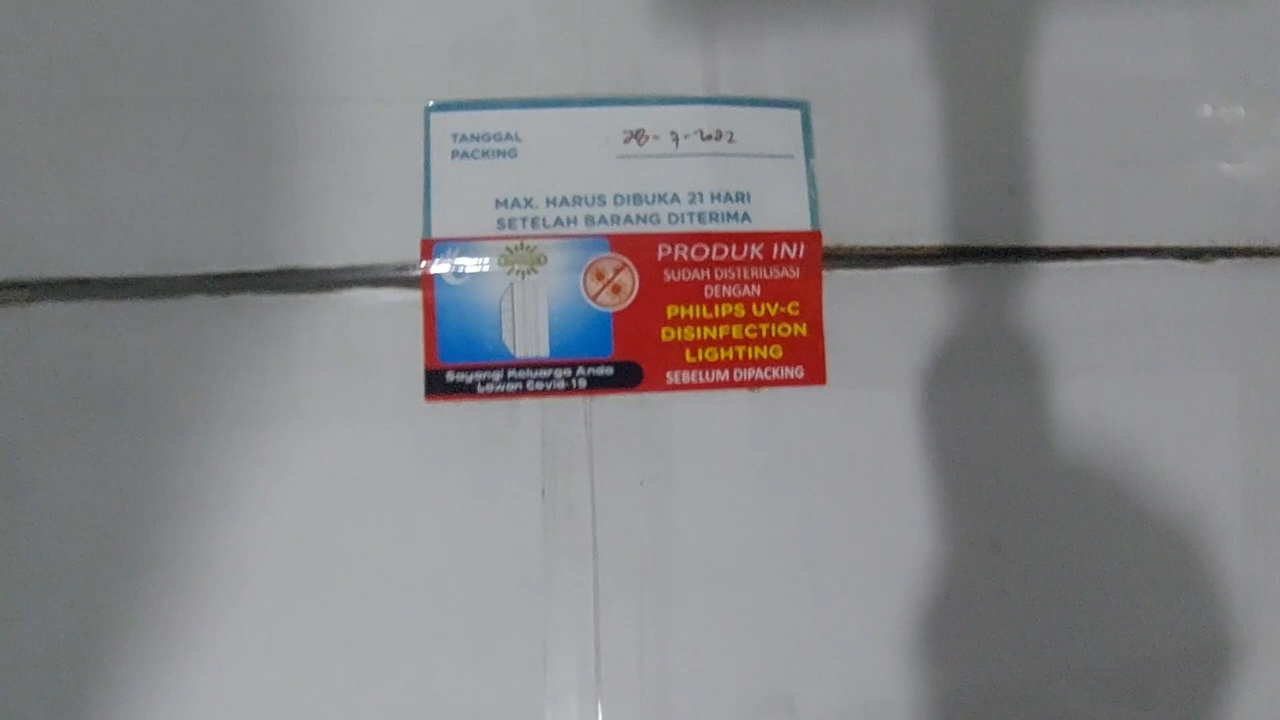 TANGGAL
PACKING
28-7-2022
MAX. HARUS DIBUKA 21 HARI
SETELAH BARANG DITERIMA
PRODUK INI
SUDAH DISTERILISASI
DENGAN
PHILIPS UV-C
DISINFECTION
LIGHTING
SEBELUM DIPACKING
Sayangi Keluarga Anda
Lawan Covid-19